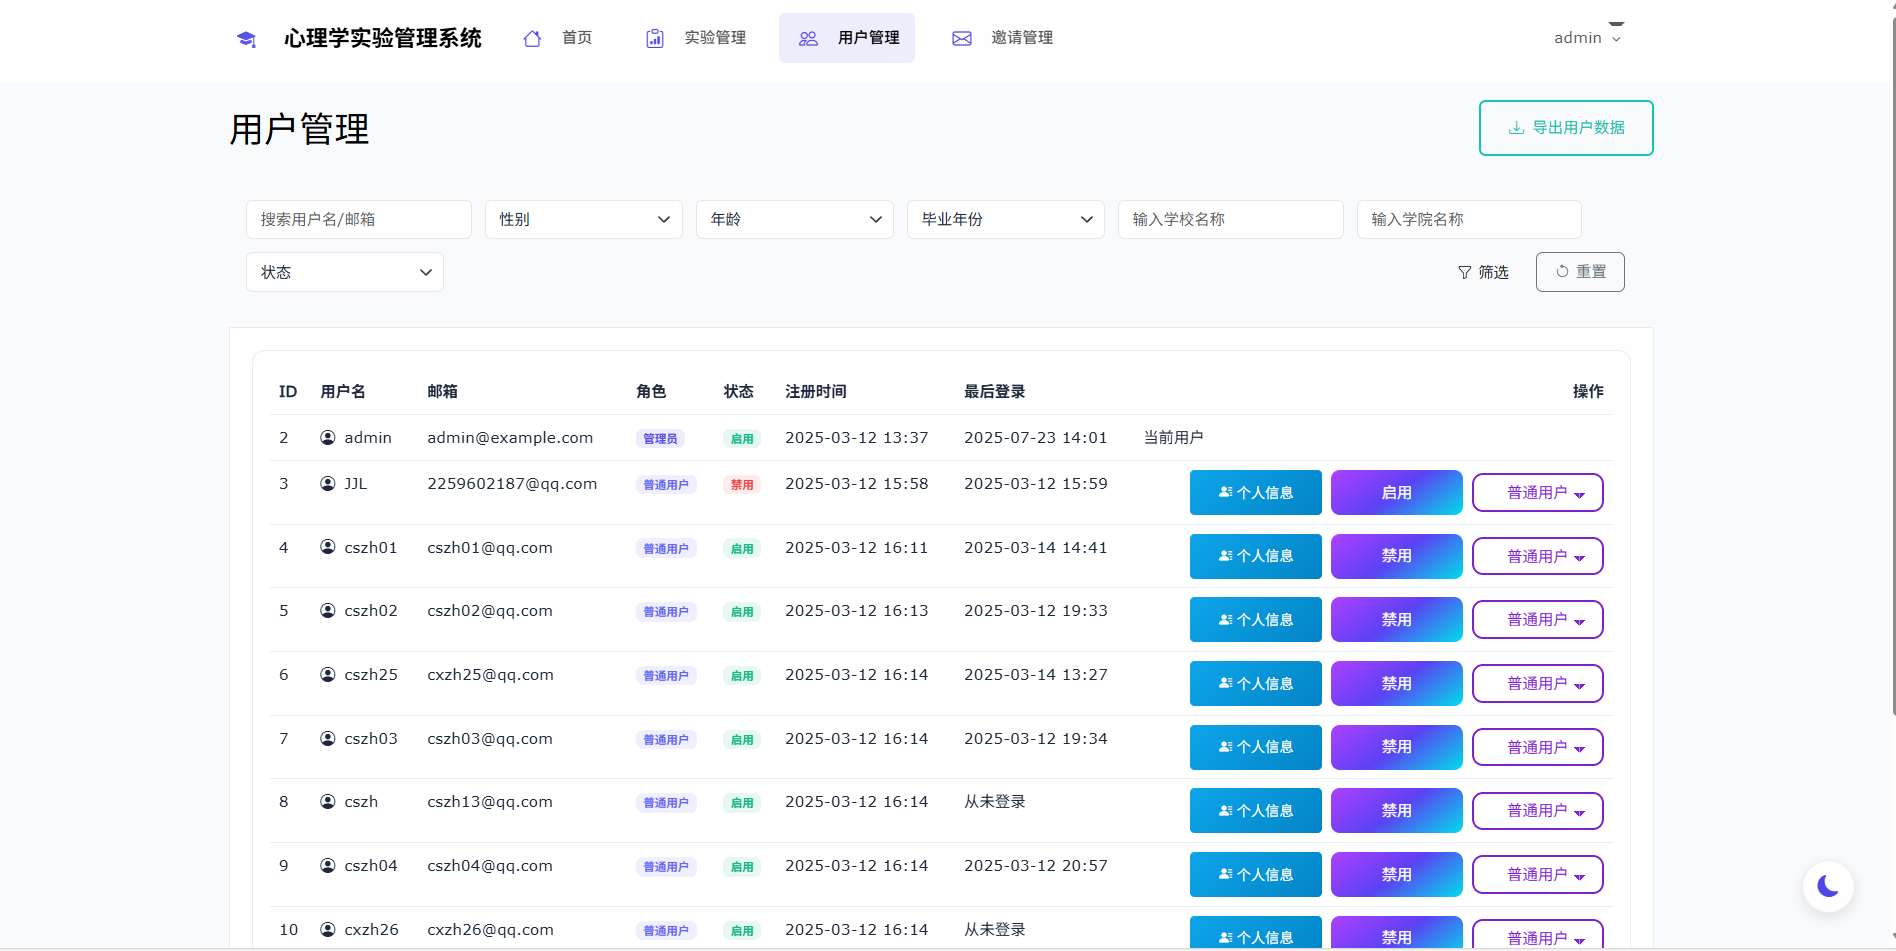 心理学实验管理系统 首页 实验管理 用户管理 邀请管理 admin
用户管理
导出用户数据
搜索用户名/邮箱 性别 年龄 毕业年份 输入学校名称 输入学院名称
状态 筛选 重置
ID 用户名 邮箱 角色 状态 注册时间 最后登录 操作
2 admin admin@example.com 管理员 启用 2025-03-12 13:37 2025-07-23 14:01 当前用户
3 JJL 2259602187@qq.com 普通用户 禁用 2025-03-12 15:58 2025-03-12 15:59 个人信息 启用 普通用户
4 cszh01 cszh01@qq.com 普通用户 启用 2025-03-12 16:11 2025-03-14 14:41 个人信息 禁用 普通用户
5 cszh02 cszh02@qq.com 普通用户 启用 2025-03-12 16:13 2025-03-12 19:33 个人信息 禁用 普通用户
6 cszh25 cxzh25@qq.com 普通用户 启用 2025-03-12 16:14 2025-03-14 13:27 个人信息 禁用 普通用户
7 cszh03 cszh03@qq.com 普通用户 启用 2025-03-12 16:14 2025-03-12 19:34 个人信息 禁用 普通用户
8 cszh cszh13@qq.com 普通用户 启用 2025-03-12 16:14 从未登录 个人信息 禁用 普通用户
9 cszh04 cszh04@qq.com 普通用户 启用 2025-03-12 16:14 2025-03-12 20:57 个人信息 禁用 普通用户
10 cxzh26 cxzh26@qq.com 普通用户 启用 2025-03-12 16:14 从未登录 个人信息 禁用 普通用户